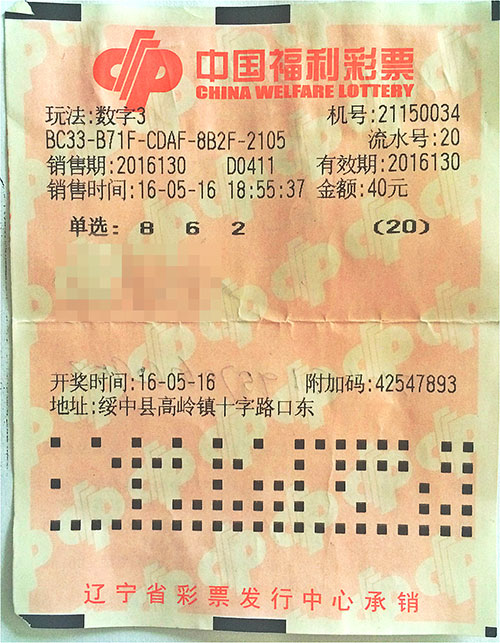 中国福利彩票
CHINA WELFARE LOTTERY
玩法:数字3 机号:21150034
BC33-B71F-CDAF-8B2F-2105 流水号:20
销售期:2016130 D0411 有效期:2016130
销售时间:16-05-16 18:55:37 金额:40元
单选: 8 6 2 (20)
开奖时间:16-05-16 附加码:42547893
地址:绥中县高岭镇十字路口东
辽宁省彩票发行中心承销